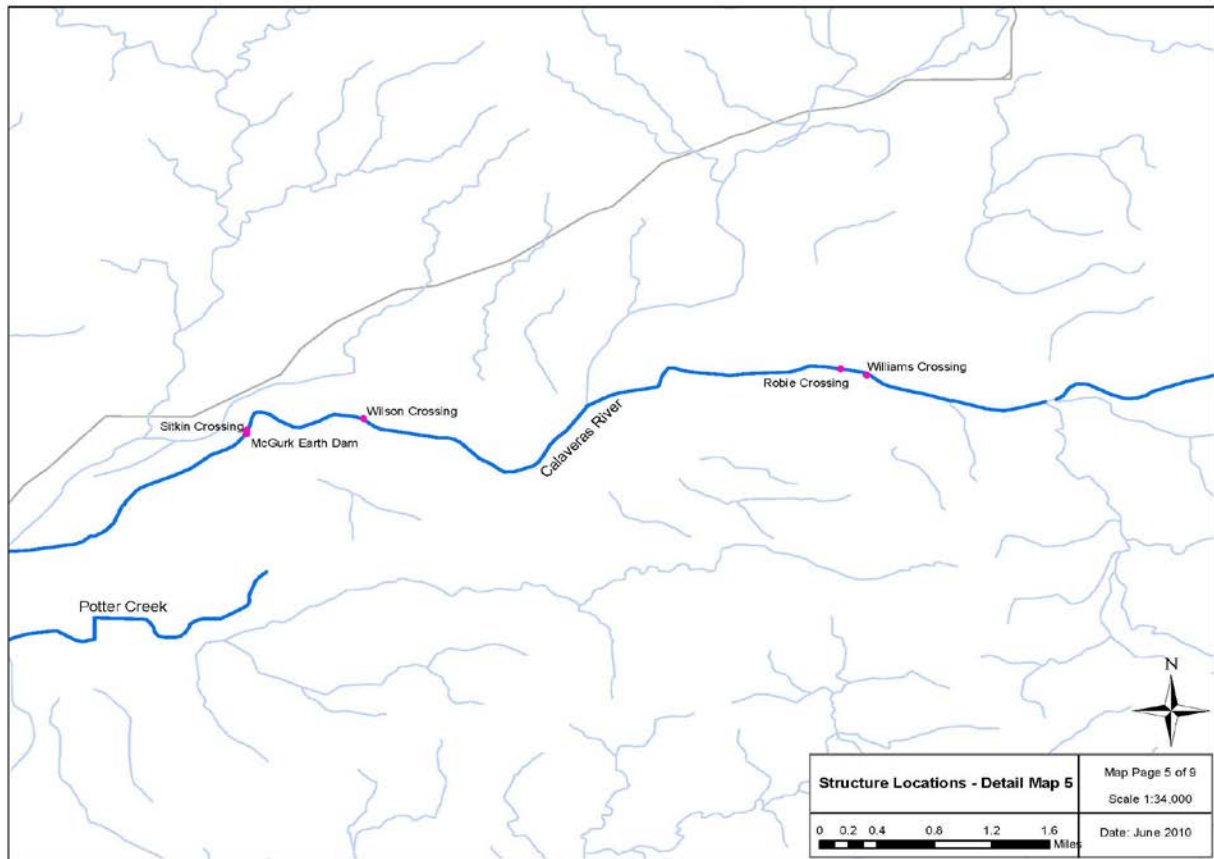 Williams Crossing
Robie Crossing
Wilson Crossing
Sitkin Crossing
McGurk Earth Dam
Calaveras River
Potter Creek
N
Structure Locations - Detail Map 5
0 0.2 0.4 0.8 1.2 1.6
Miles
Map Page 5 of 9
Scale 1:34,000
Date: June 2010